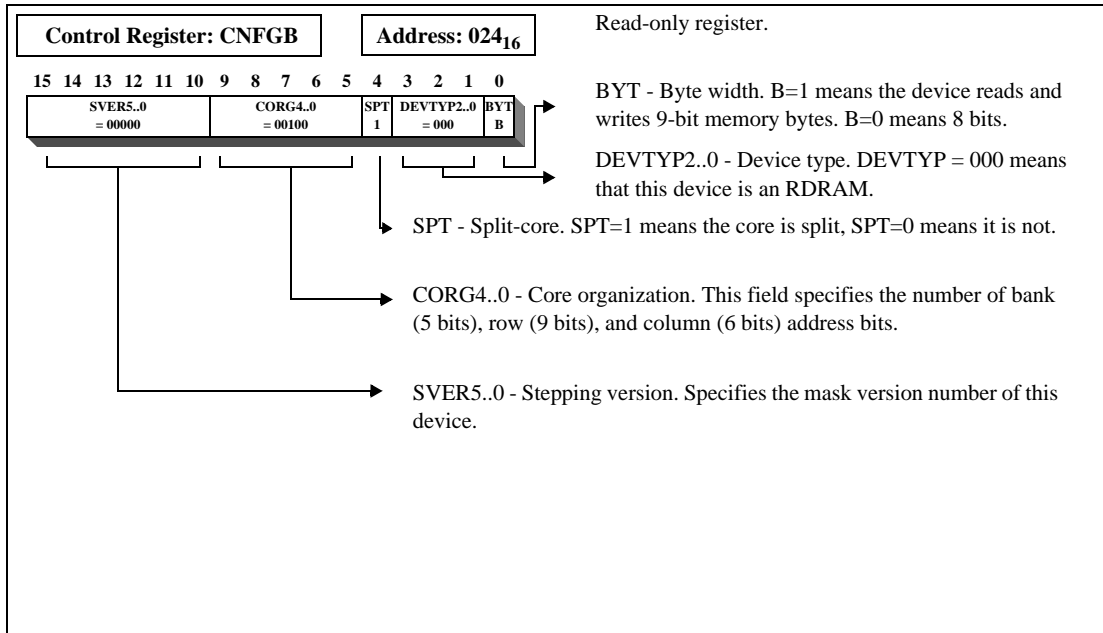 Control Register: CNFGB
Address: 024₁₆
Read-only register.
15 14 13 12 11 10 9 8 7 6 5 4 3 2 1 0
SVER5..0 CORG4..0 SPT DEVTYP2..0 BYT
= 00000 = 00100 1 = 000 B
BYT - Byte width. B=1 means the device reads and
writes 9-bit memory bytes. B=0 means 8 bits.
DEVTYP2..0 - Device type. DEVTYP = 000 means
that this device is an RDRAM.
SPT - Split-core. SPT=1 means the core is split, SPT=0 means it is not.
CORG4..0 - Core organization. This field specifies the number of bank
(5 bits), row (9 bits), and column (6 bits) address bits.
SVER5..0 - Stepping version. Specifies the mask version number of this
device.